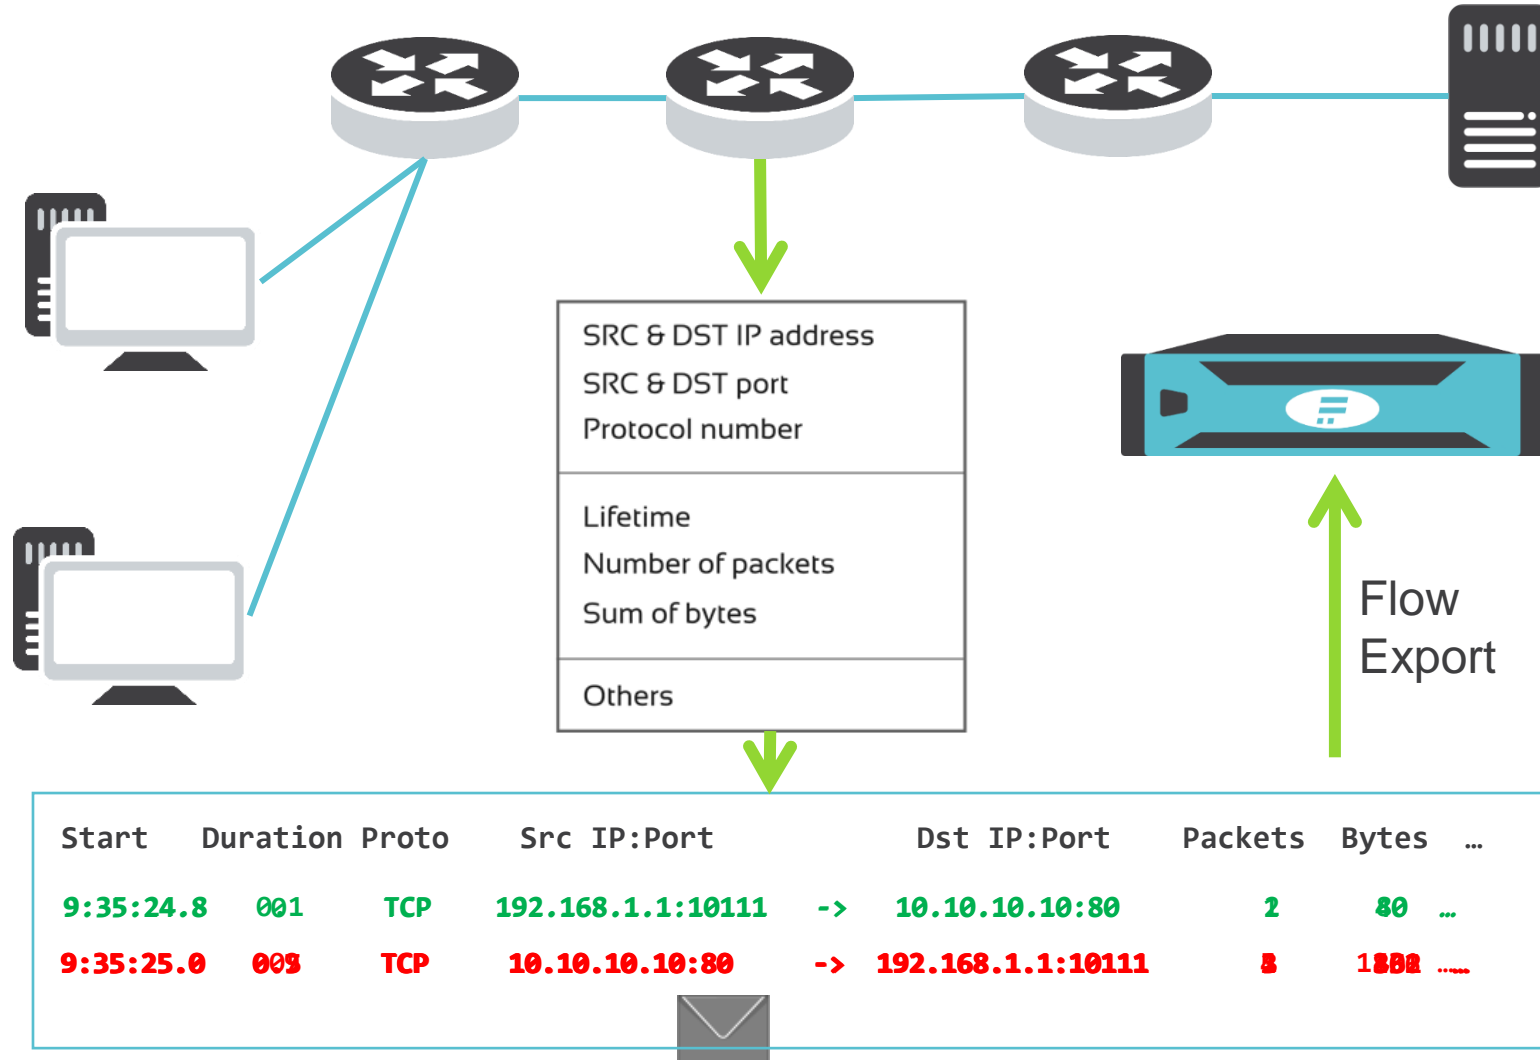 SRC & DST IP address
SRC & DST port
Protocol number
Lifetime
Number of packets
Sum of bytes
Others
Flow
Export
Start Duration Proto Src IP:Port Dst IP:Port Packets Bytes …
9:35:24.8 TCP 192.168.1.1:10111 -> 10.10.10.10:80 …
9:35:25.0 TCP 10.10.10.10:80 -> 192.168.1.1:10111 …